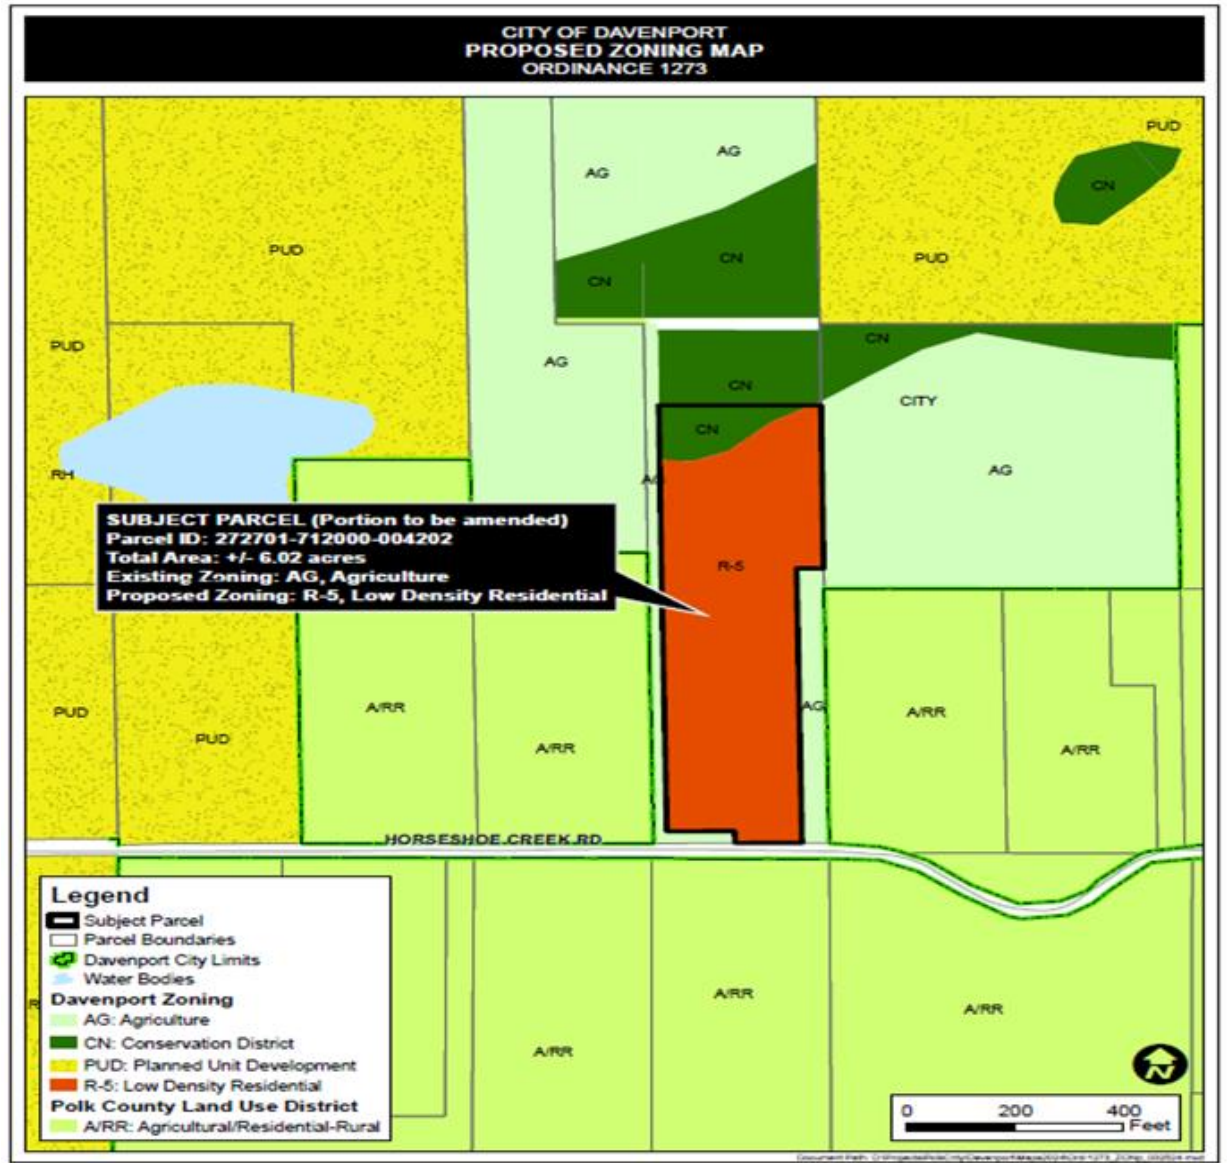 CITY OF DAVENPORT
PROPOSED ZONING MAP
ORDINANCE 1273
PUD
AG
AG
CN
PUD
CN
PUD
CN
CN
PUD
AG
CN
CITY
CN
RH
AG
AG
SUBJECT PARCEL (Portion to be amended)
Parcel ID: 272701-712000-004202
Total Area: +/- 6.02 acres
Existing Zoning: AG, Agriculture
Proposed Zoning: R-5, Low Density Residential
R-5
PUD
A/RR
AG
A/RR
PUD
A/RR
A/RR
HORSESHOE CREEK RD
Legend
Subject Parcel
Parcel Boundaries
Davenport City Limits
Water Bodies
Davenport Zoning
AG: Agriculture
CN: Conservation District
PUD: Planned Unit Development
R-5: Low Density Residential
Polk County Land Use District
A/RR: Agricultural/Residential-Rural
A/RR
A/RR
A/RR
N
0 200 400
Feet